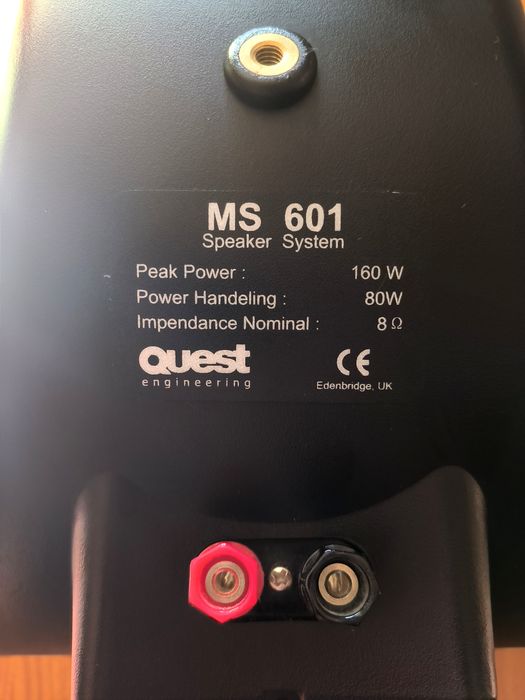 MS 601
Speaker System
Peak Power : 160 W
Power Handeling : 80W
Impendance Nominal : 8 Ω
Quest
engineering
CE
Edenbridge, UK